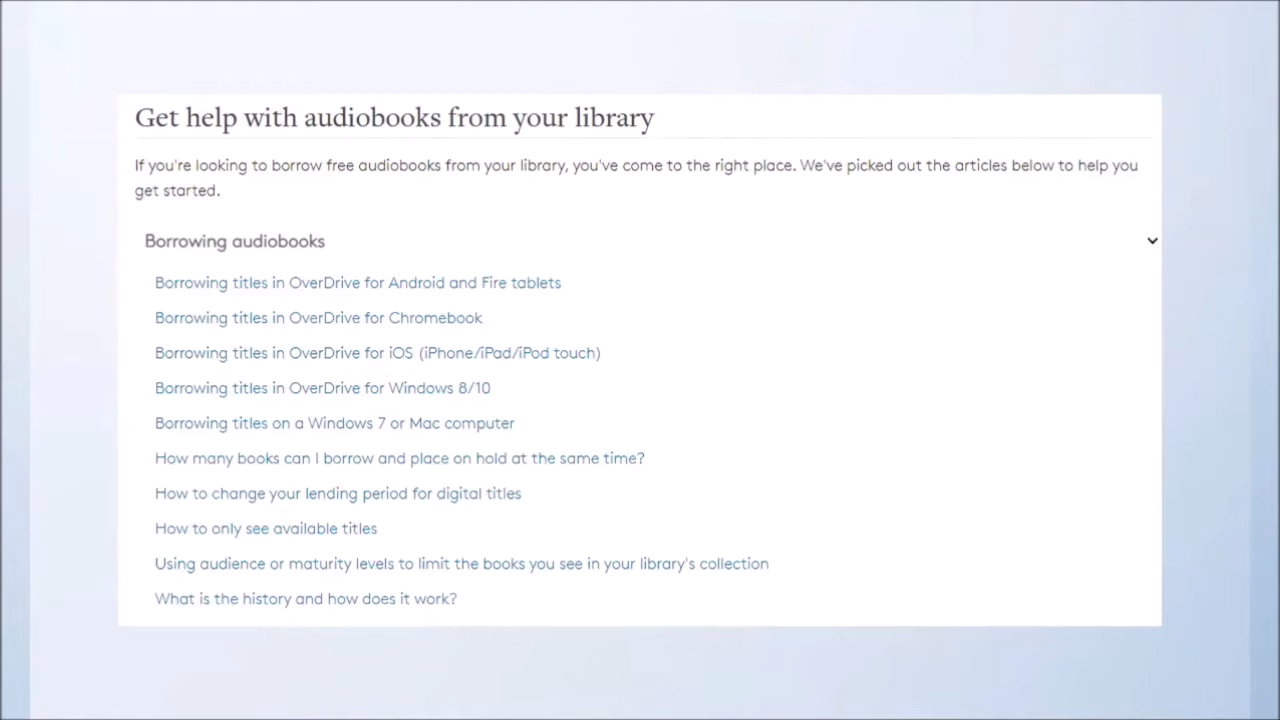 Get help with audiobooks from your library
If you're looking to borrow free audiobooks from your library, you've come to the right place. We've picked out the articles below to help you
get started.
Borrowing audiobooks
Borrowing titles in OverDrive for Android and Fire tablets
Borrowing titles in OverDrive for Chromebook
Borrowing titles in OverDrive for iOS (iPhone/iPad/iPod touch)
Borrowing titles in OverDrive for Windows 8/10
Borrowing titles on a Windows 7 or Mac computer
How many books can I borrow and place on hold at the same time?
How to change your lending period for digital titles
How to only see available titles
Using audience or maturity levels to limit the books you see in your library's collection
What is the history and how does it work?